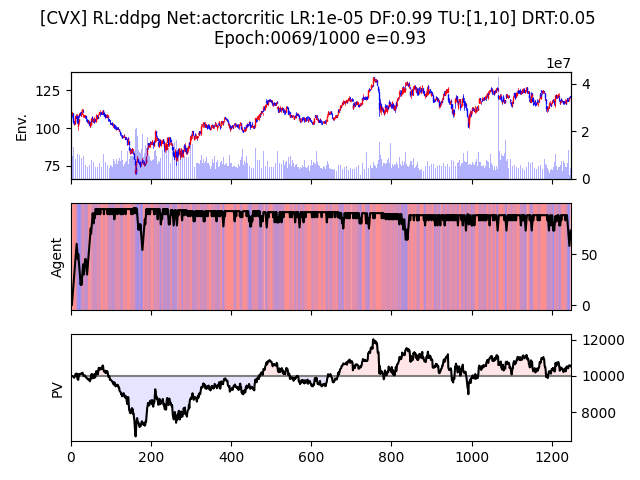 [CVX] RL:ddpg Net:actorcritic LR:1e-05 DF:0.99 TU:[1,10] DRT:0.05
Epoch:0069/1000 e=0.93
1e7
125
100
75
Env.
4
2
0
Agent
50
0
PV
12000
10000
8000
0 200 400 600 800 1000 1200